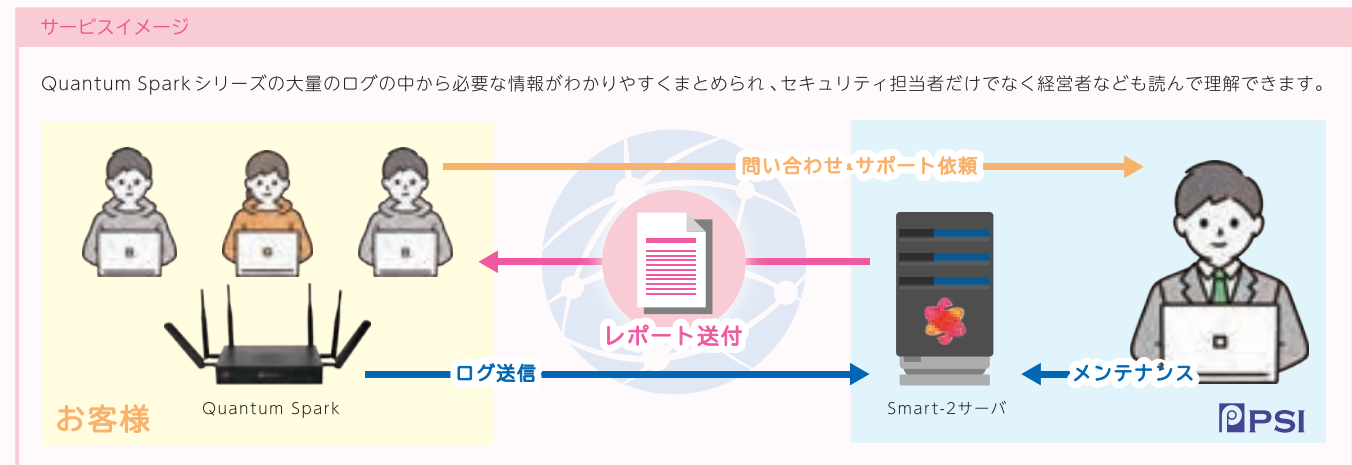 サービスイメージ
Quantum Sparkシリーズの大量のログの中から必要な情報がわかりやすくまとめられ、セキュリティ担当者だけでなく経営者なども読んで理解できます。
問い合わせ・サポート依頼
レポート送付
ログ送信
メンテナンス
Quantum Spark
Smart-2サーバ
お客様
PSI